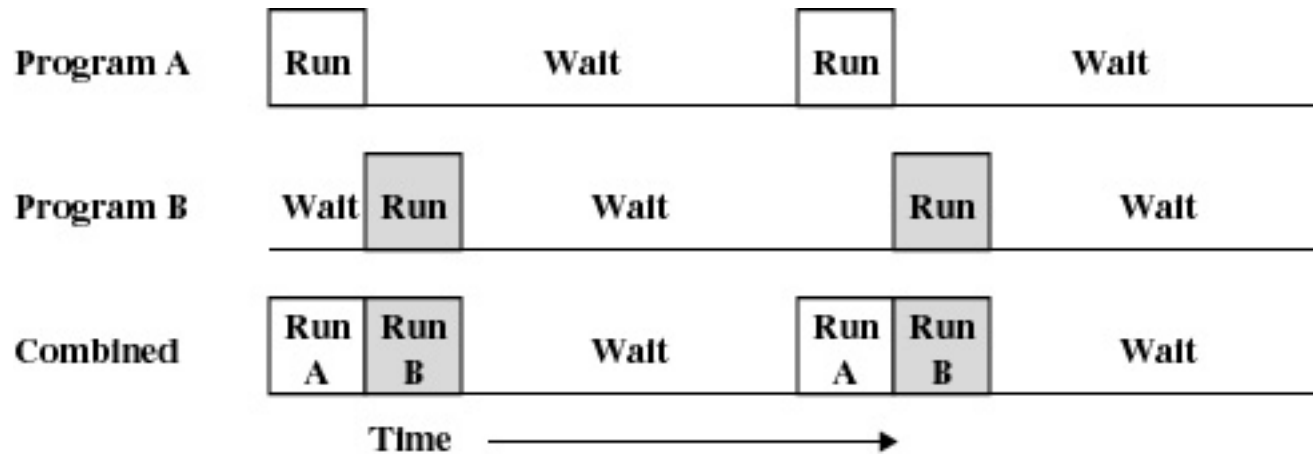 Program A Run Wait Run Wait
Program B Wait Run Wait Run Wait
Combined Run A Run B Wait Run A Run B Wait
Time